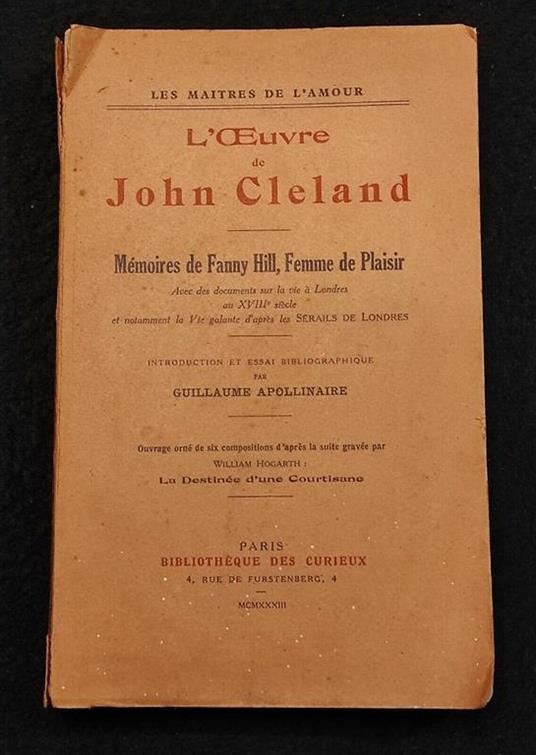 LES MAITRES DE L'AMOUR
L'Œuvre
de
John Cleland
Mémoires de Fanny Hill, Femme de Plaisir
Avec des documents sur la vie à Londres
au XVIIIe siècle
et notamment la Vie galante d'après les SÉRAILS DE LONDRES
INTRODUCTION ET ESSAI BIBLIOGRAPHIQUE
PAR
GUILLAUME APOLLINAIRE
Ouvrage orné de six compositions d'après la suite gravée par
WILLIAM HOGARTH :
La Destinée d'une Courtisane
PARIS
BIBLIOTHÈQUE DES CURIEUX
4, RUE DE FURSTENBERG, 4
MCMXXXIII